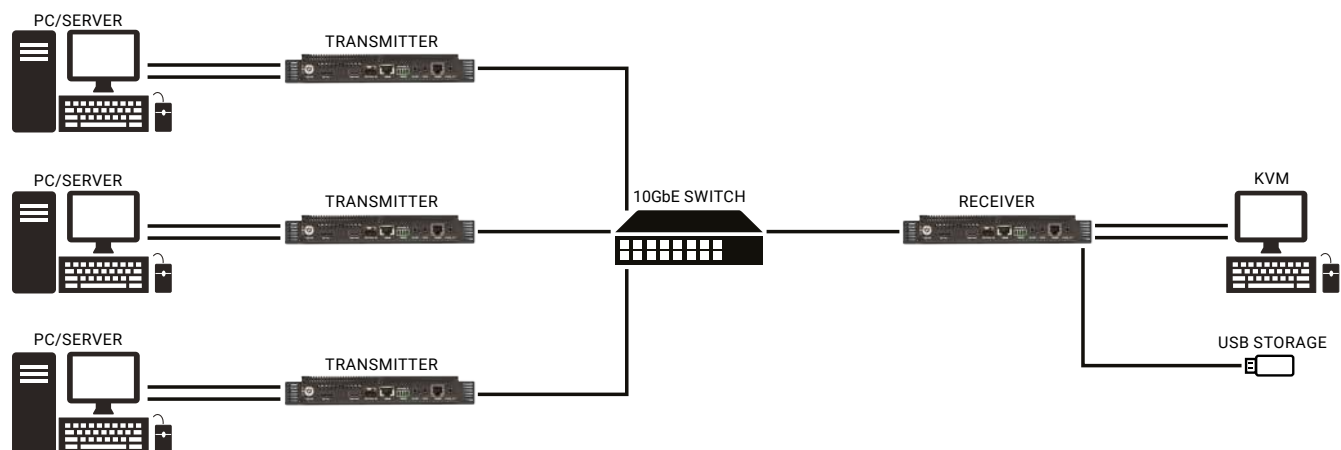 PC/SERVER
TRANSMITTER
PC/SERVER
TRANSMITTER
10GbE SWITCH
RECEIVER
KVM
PC/SERVER
TRANSMITTER
USB STORAGE